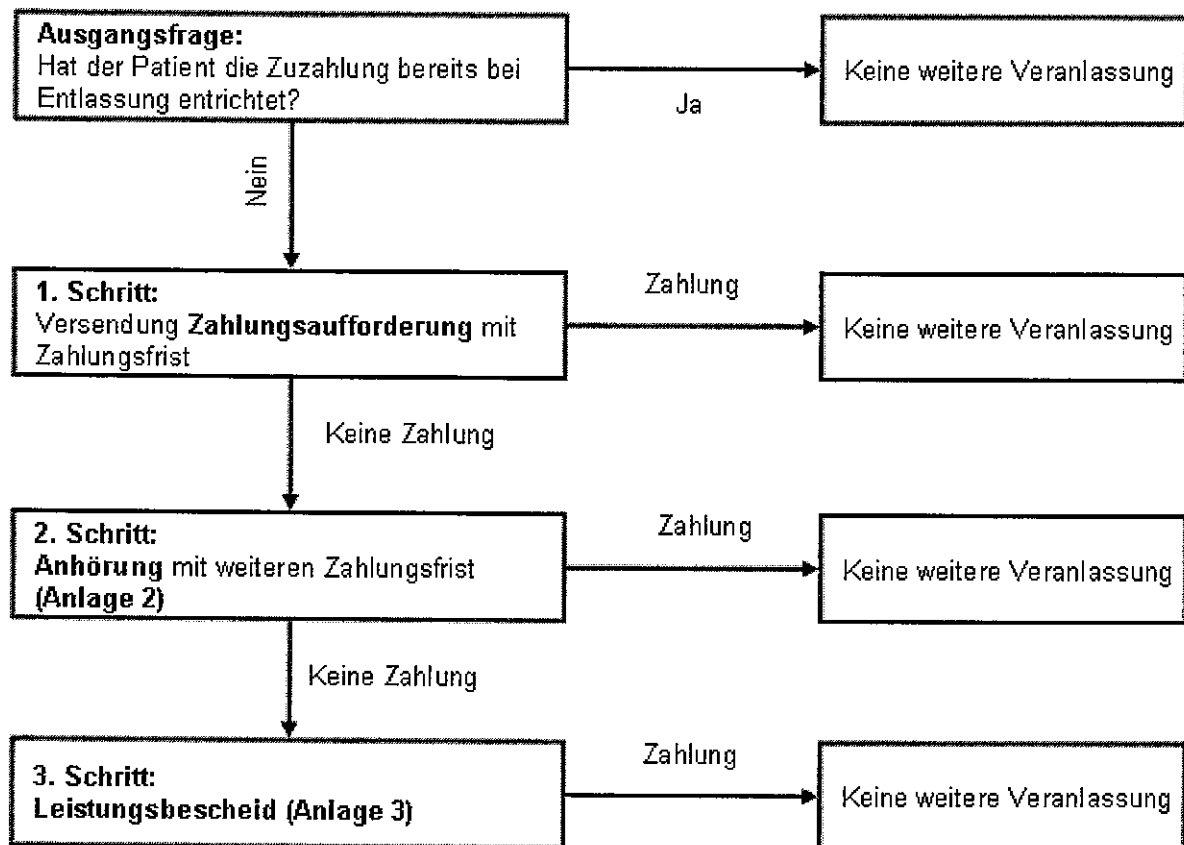 Ausgangsfrage:
Hat der Patient die Zuzahlung bereits bei
Entlassung entrichtet?
Ja
Keine weitere Veranlassung
Nein
1. Schritt:
Versendung Zahlungsaufforderung mit
Zahlungsfrist
Zahlung
Keine weitere Veranlassung
Keine Zahlung
2. Schritt:
Anhörung mit weiteren Zahlungsfrist
(Anlage 2)
Zahlung
Keine weitere Veranlassung
Keine Zahlung
3. Schritt:
Leistungsbescheid (Anlage 3)
Zahlung
Keine weitere Veranlassung